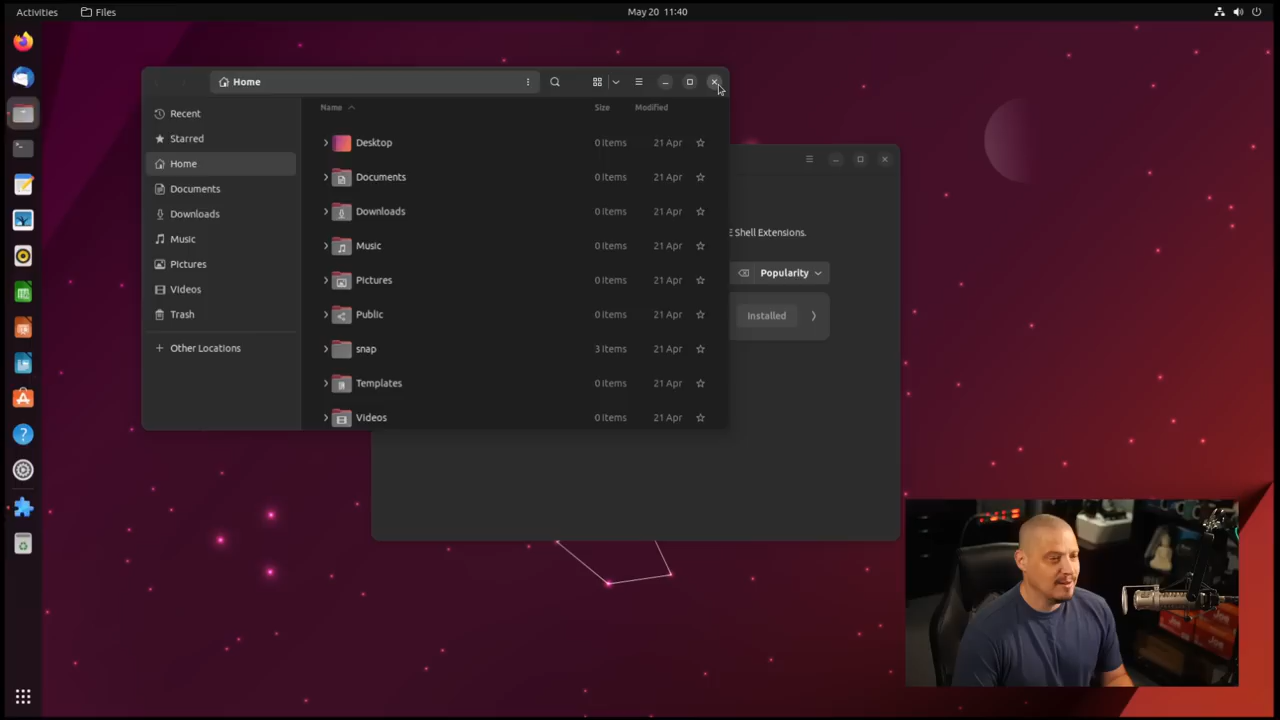 Activities Files May 20 11:40
Home
Name Size Modified
Recent
Starred
Home
Documents
Downloads
Music
Pictures
Videos
Trash
+ Other Locations
Desktop 0 items 21 Apr
Documents 0 items 21 Apr
Downloads 0 items 21 Apr
Music 0 items 21 Apr
Pictures 0 items 21 Apr
Public 0 items 21 Apr
snap 3 items 21 Apr
Templates 0 items 21 Apr
Videos 0 items 21 Apr
E Shell Extensions.
Popularity
Installed